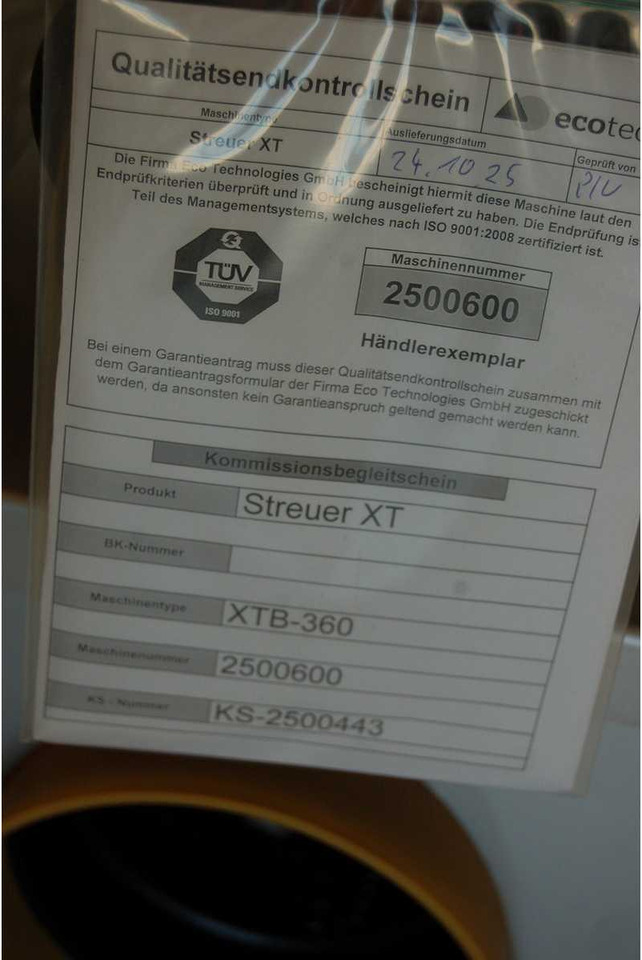 Qualitätsendkontrollschein
ecotec
Maschinentype
Streuer XT
Auslieferungsdatum
24.10.25
Geprüft von
Die Firma Eco Technologies GmbH bescheinigt hiermit diese Maschine laut den
Endprüfkriterien überprüft und in Ordnung ausgeliefert zu haben. Die Endprüfung is
Teil des Managementsystems, welches nach ISO 9001:2008 zertifiziert ist.
TÜV
MANAGEMENT SERVICE
ISO 9001
Maschinennummer
2500600
Händlerexemplar
Bei einem Garantieantrag muss dieser Qualitätsendkontrollschein zusammen mit
dem Garantieantragsformular der Firma Eco Technologies GmbH zugeschickt
werden, da ansonsten kein Garantieanspruch geltend gemacht werden kann.
Kommissionsbegleitschein
Produkt
Streuer XT
BK-Nummer
Maschinentype
XTB-360
Maschinennummer
2500600
KS - Nummer
KS-2500443